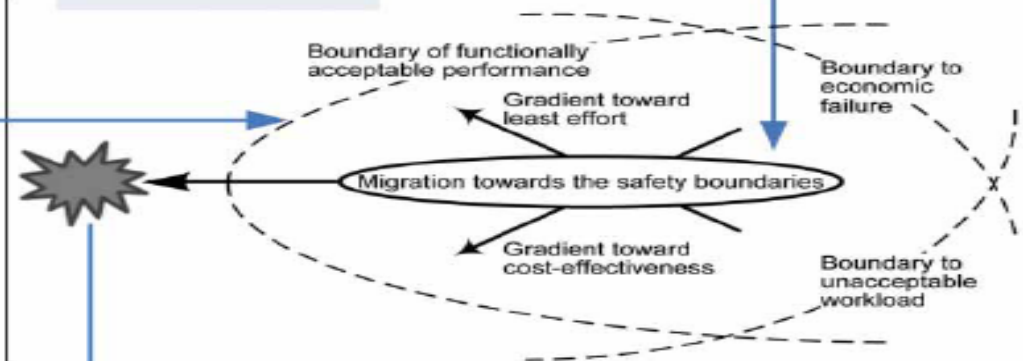 Boundary of functionally
acceptable performance
Boundary to
economic
failure
Gradient toward
least effort
Migration towards the safety boundaries
Gradient toward
cost-effectiveness
Boundary to
unacceptable
workload